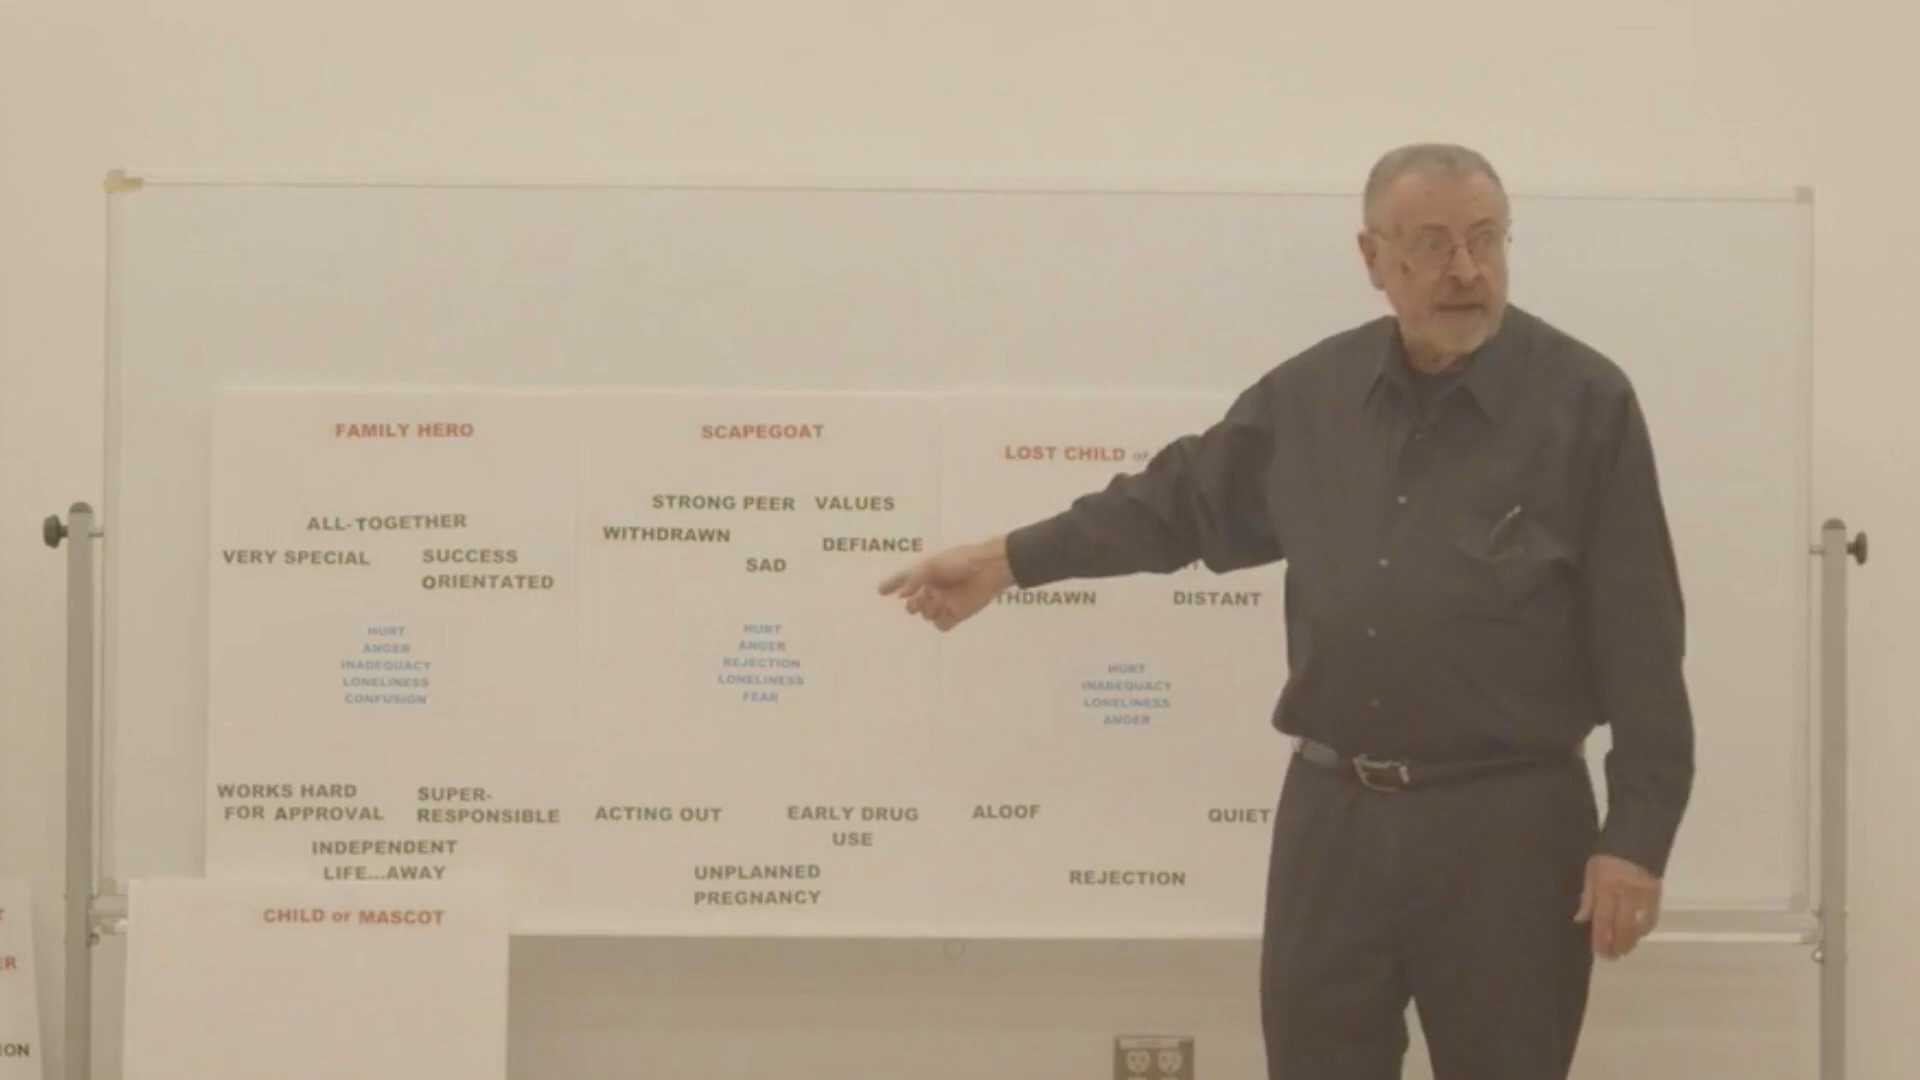 FAMILY HERO
ALL-TOGETHER
VERY SPECIAL
SUCCESS
ORIENTATED
HURT
ANGER
INADEQUACY
LONELINESS
CONFUSION
WORKS HARD
FOR APPROVAL
SUPER-
RESPONSIBLE
INDEPENDENT
LIFE...AWAY
SCAPEGOAT
STRONG PEER VALUES
WITHDRAWN
DEFIANCE
SAD
HURT
ANGER
REJECTION
LONELINESS
FEAR
ACTING OUT
EARLY DRUG
USE
UNPLANNED
PREGNANCY
LOST CHILD or
THDRAWN
DISTANT
HURT
INADEQUACY
LONELINESS
ANGER
ALOOF
QUIET
REJECTION
CHILD or MASCOT
T
ER
ION